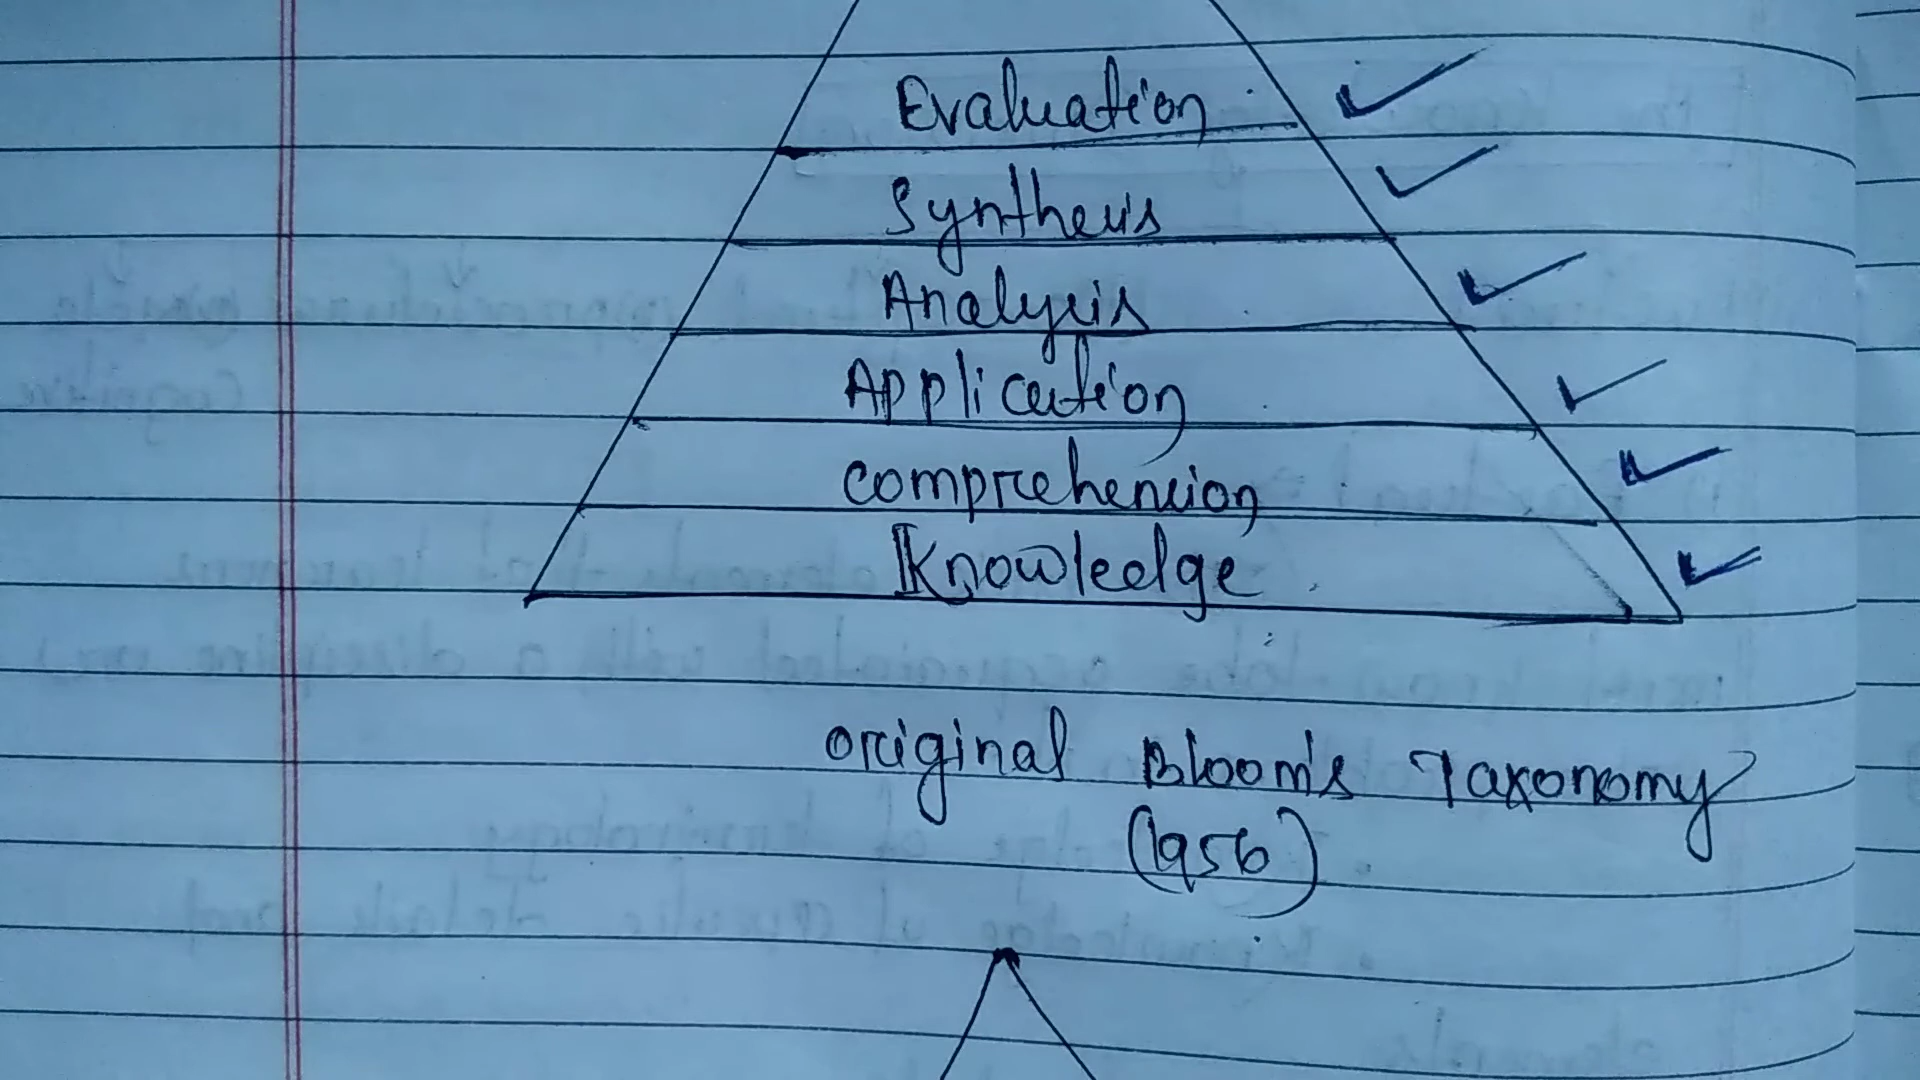 Evaluation
Synthesis
Analysis
Application
comprehension
Knowledge
original Bloom's Taxonomy
(1956)